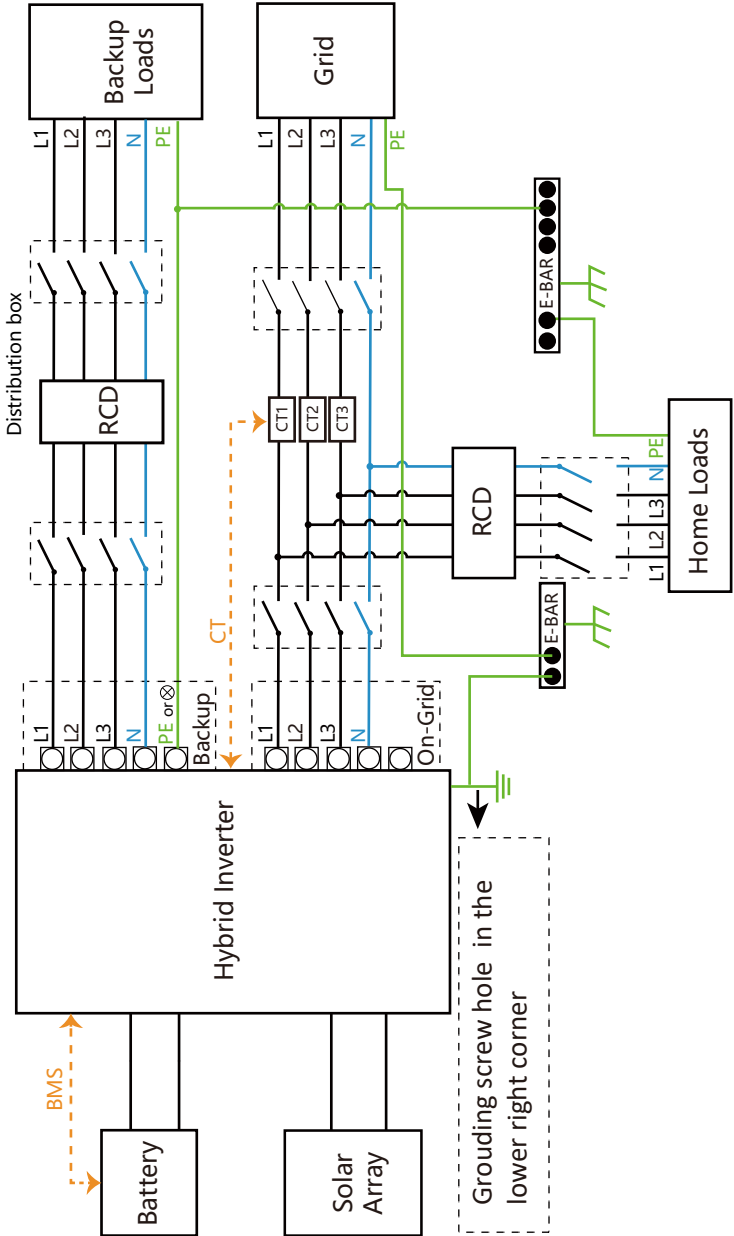 Distribution box
BMS
Battery
Solar
Array
Hybrid Inverter
L1
L2
L3
N
PE or ⊗
Backup
RCD
L1
L2
L3
N
PE
Backup
Loads
CT
L1
L2
L3
N
On-Grid
CT1
CT2
CT3
L1
L2
L3
N
PE
Grid
RCD
Grouding screw hole in the
lower right corner
E-BAR
E-BAR
L1
L2
L3
N
PE
Home Loads